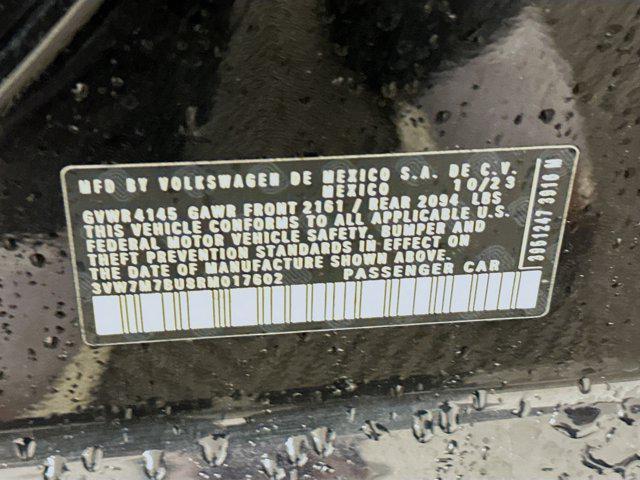 MFD BY VOLKSWAGEN DE MEXICO S.A. DE C.V.
MEXICO 10/23
GVWR 4145 GAWR FRONT 2161 / REAR 2094 LBS
THIS VEHICLE CONFORMS TO ALL APPLICABLE U.S.
FEDERAL MOTOR VEHICLE SAFETY, BUMPER AND
THEFT PREVENTION STANDARDS IN EFFECT ON
THE DATE OF MANUFACTURE SHOWN ABOVE.
3VW7M7BU8RM017602 PASSENGER CAR
3957247 3916 M